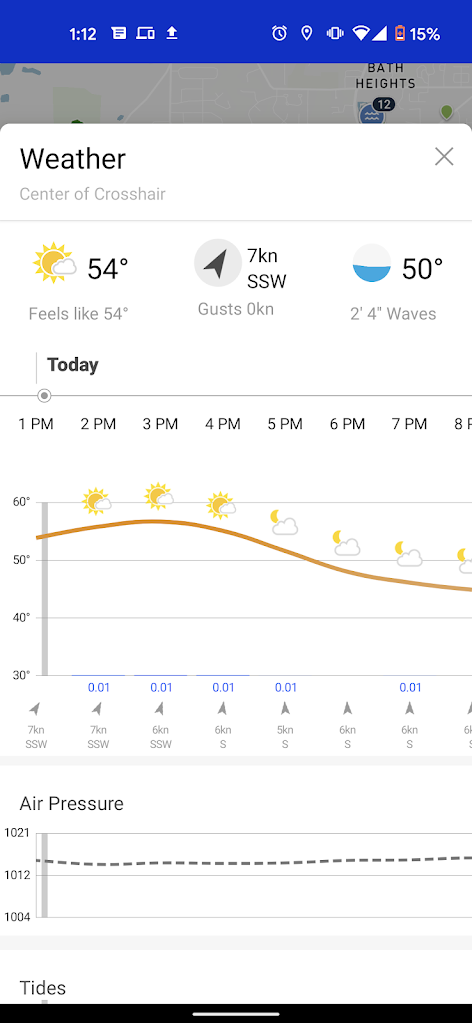 1:12
15%
BATH
HEIGHTS
12
Weather
Center of Crosshair
54°
7kn
SSW
50°
Feels like 54°
Gusts 0kn
2' 4" Waves
Today
1 PM 2 PM 3 PM 4 PM 5 PM 6 PM 7 PM 8 P
60°
50°
40°
30°
0.01 0.01 0.01 0.01 0.01
7kn 7kn 6kn 6kn 5kn 6kn 6kn 6k
SSW SSW SSW S S S S
Air Pressure
1021
1012
1004
Tides